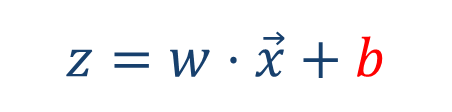 z = w · x⃗ + b